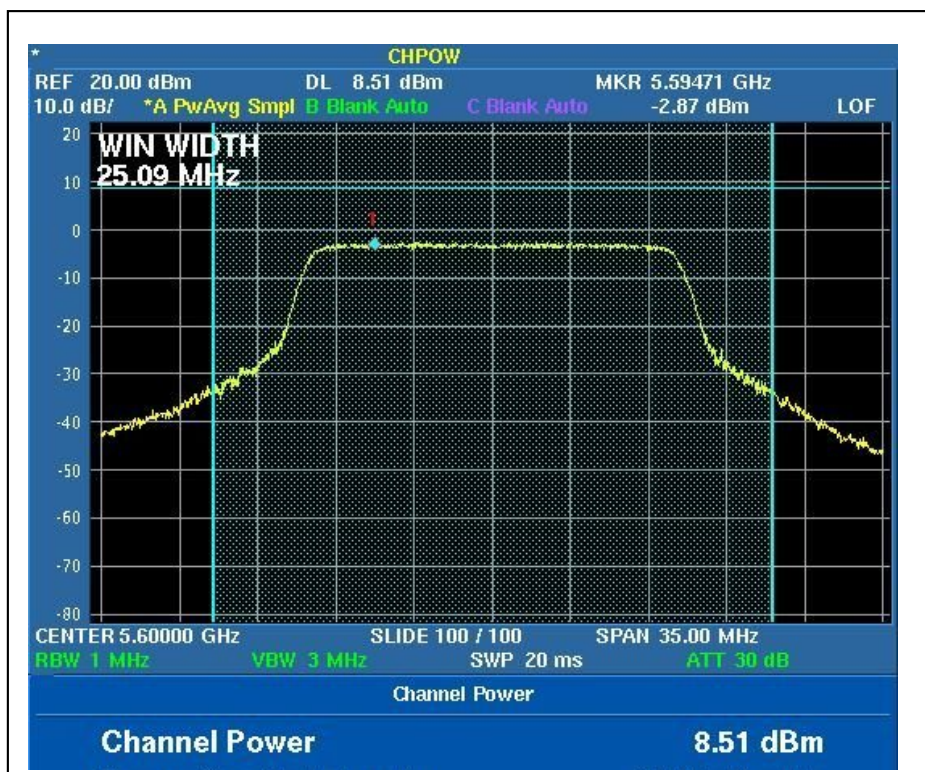 *
CHPOW
REF 20.00 dBm DL 8.51 dBm MKR 5.59471 GHz
10.0 dB/ *A PwAvg Smpl B Blank Auto C Blank Auto -2.87 dBm LOF
WIN WIDTH
25.09 MHz
1
20
10
0
-10
-20
-30
-40
-50
-60
-70
-80
CENTER 5.60000 GHz SLIDE 100 / 100 SPAN 35.00 MHz
RBW 1 MHz VBW 3 MHz SWP 20 ms ATT 30 dB
Channel Power
Channel Power 8.51 dBm